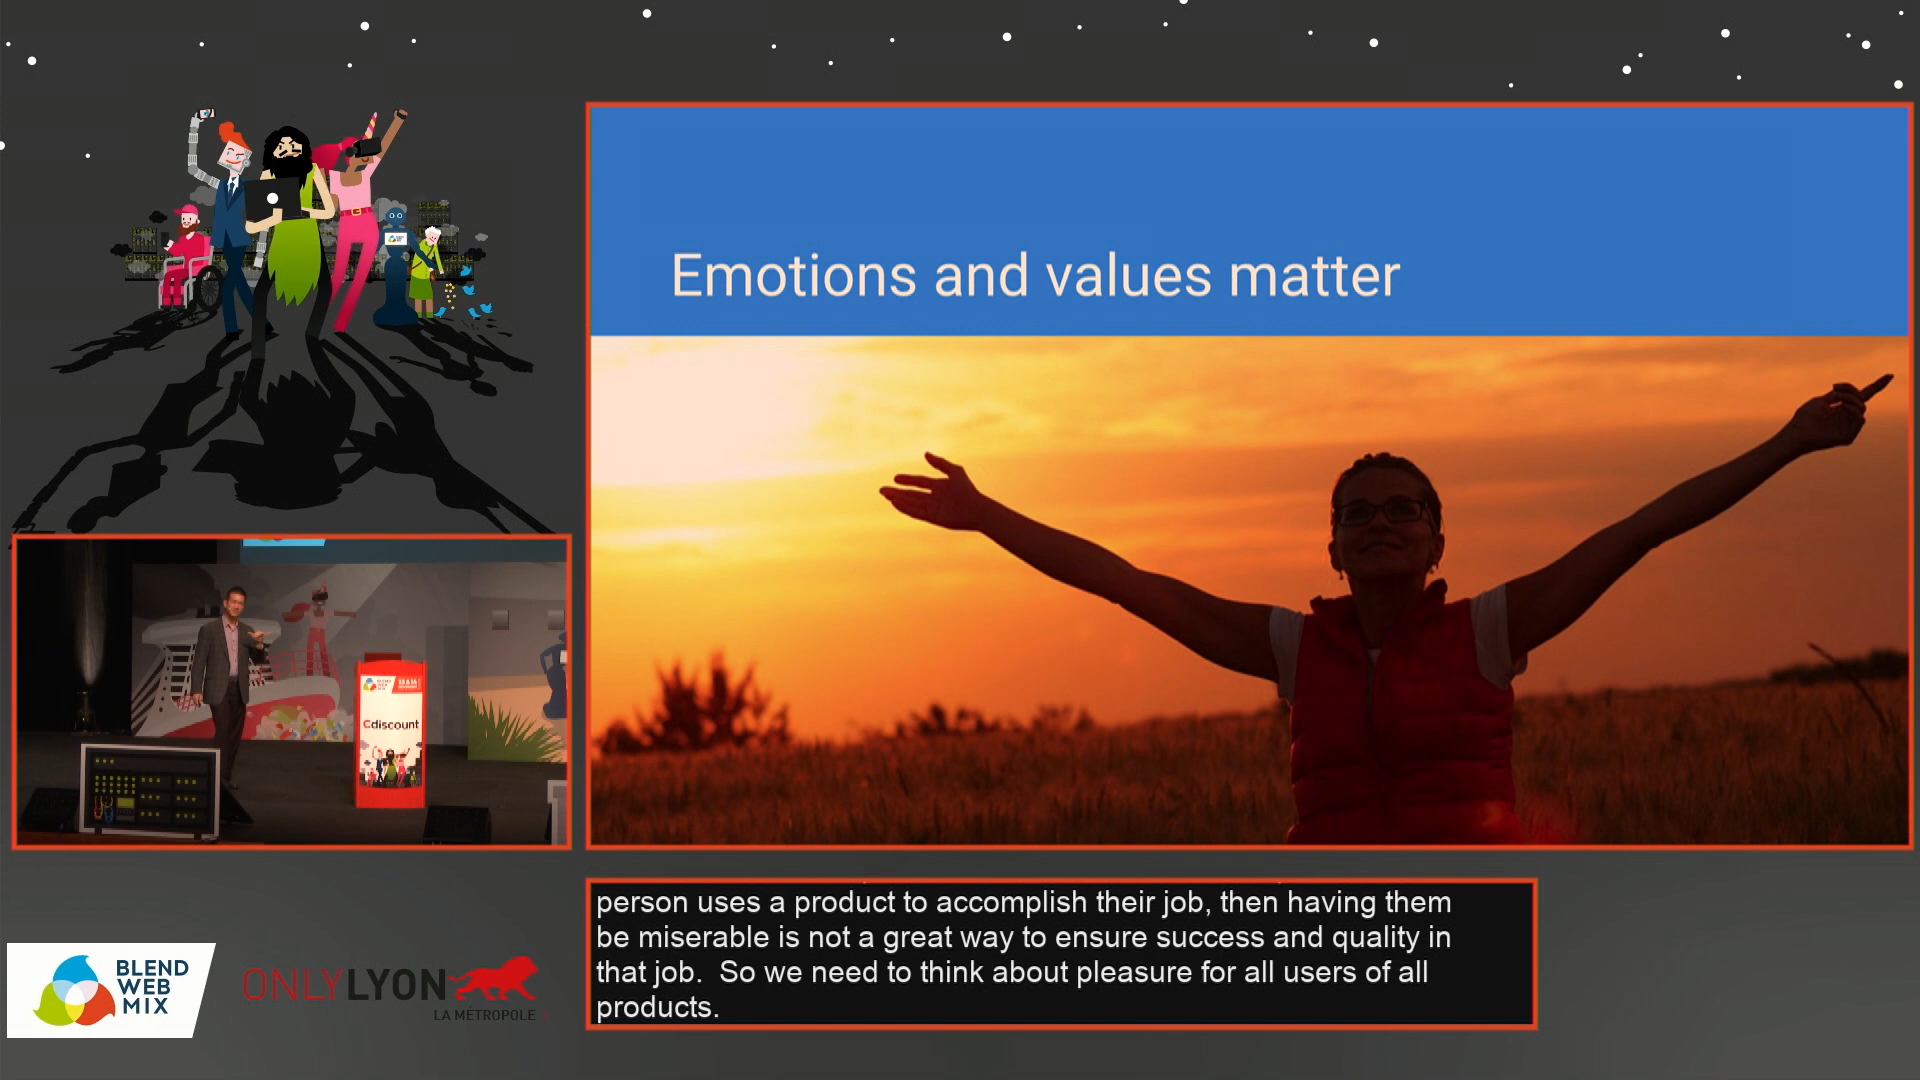 Emotions and values matter
Cdiscount
person uses a product to accomplish their job, then having them
be miserable is not a great way to ensure success and quality in
that job.  So we need to think about pleasure for all users of all
products.
BLEND
WEB
MIX
ONLYLYON
LA MÉTROPOLE